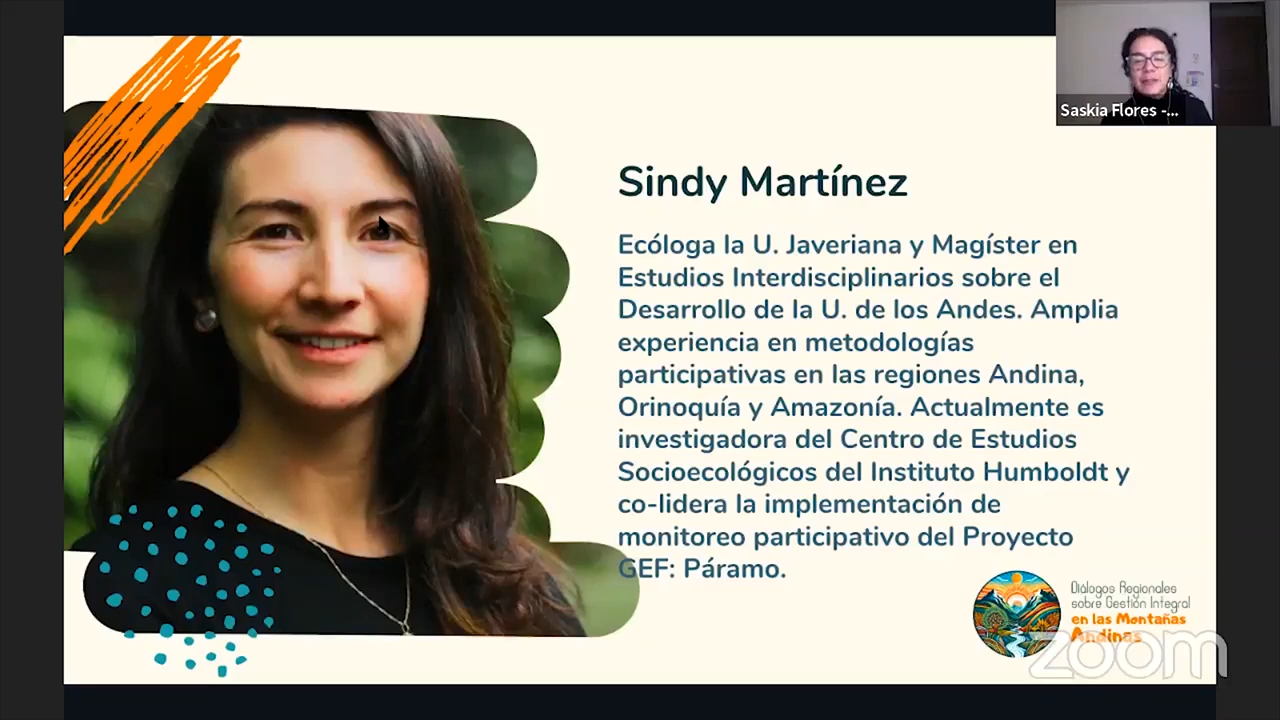 Saskia Flores -...
Sindy Martínez
Ecóloga la U. Javeriana y Magíster en
Estudios Interdisciplinarios sobre el
Desarrollo de la U. de los Andes. Amplia
experiencia en metodologías
participativas en las regiones Andina,
Orinoquía y Amazonía. Actualmente es
investigadora del Centro de Estudios
Socioecológicos del Instituto Humboldt y
co-lidera la implementación de
monitoreo participativo del Proyecto
GEF: Páramo.
Diálogos Regionales
sobre Gestión Integral
en las Montañas
Andinas
zoom